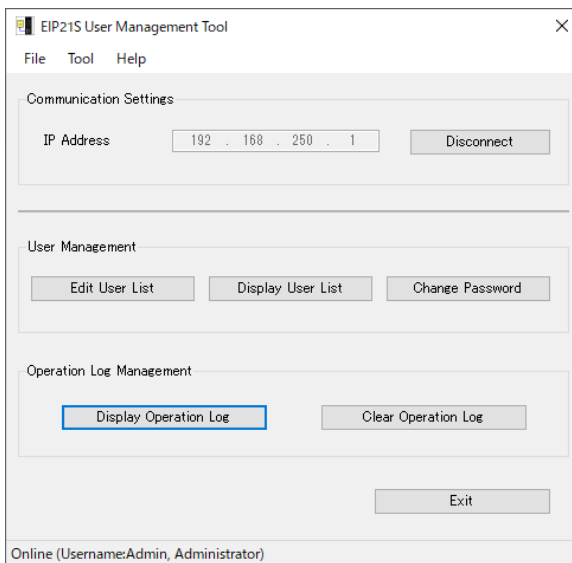 EIP21S User Management Tool
File Tool Help
Communication Settings
IP Address 192 . 168 . 250 . 1 Disconnect
User Management
Edit User List Display User List Change Password
Operation Log Management
Display Operation Log Clear Operation Log
Exit
Online (Username:Admin, Administrator)